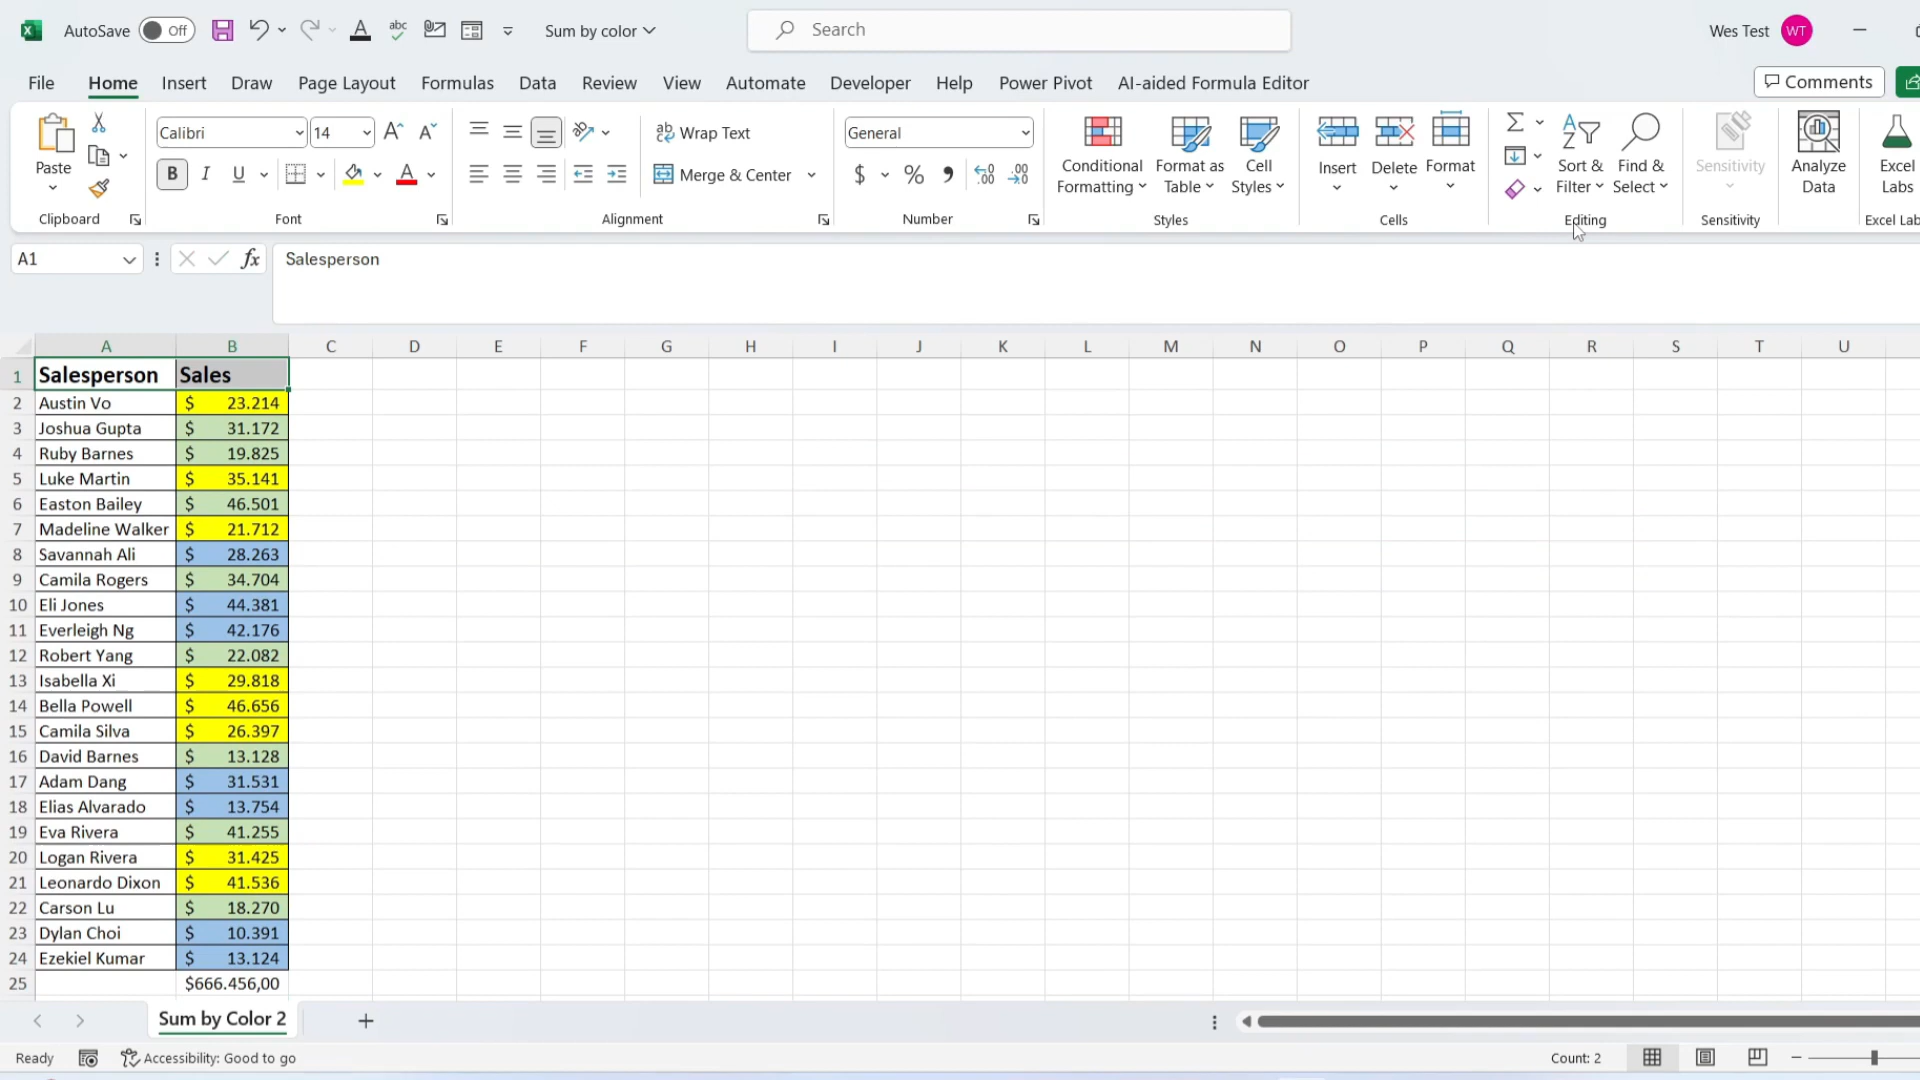 AutoSave Off Sum by color Search Wes Test WT
File Home Insert Draw Page Layout Formulas Data Review View Automate Developer Help Power Pivot AI-aided Formula Editor Comments
Paste Calibri 14 Wrap Text General Conditional Formatting Format as Table Cell Styles Insert Delete Format Sort & Filter Find & Select Sensitivity Analyze Data Excel Labs
B I U Merge & Center $ %
Clipboard Font Alignment Number Styles Cells Editing Sensitivity Excel Lab
A1 fx Salesperson
A B C D E F G H I J K L M N O P Q R S T U
1 Salesperson Sales
2 Austin Vo $ 23.214
3 Joshua Gupta $ 31.172
4 Ruby Barnes $ 19.825
5 Luke Martin $ 35.141
6 Easton Bailey $ 46.501
7 Madeline Walker $ 21.712
8 Savannah Ali $ 28.263
9 Camila Rogers $ 34.704
10 Eli Jones $ 44.381
11 Everleigh Ng $ 42.176
12 Robert Yang $ 22.082
13 Isabella Xi $ 29.818
14 Bella Powell $ 46.656
15 Camila Silva $ 26.397
16 David Barnes $ 13.128
17 Adam Dang $ 31.531
18 Elias Alvarado $ 13.754
19 Eva Rivera $ 41.255
20 Logan Rivera $ 31.425
21 Leonardo Dixon $ 41.536
22 Carson Lu $ 18.270
23 Dylan Choi $ 10.391
24 Ezekiel Kumar $ 13.124
25 $666.456,00
Sum by Color 2
Ready Accessibility: Good to go Count: 2